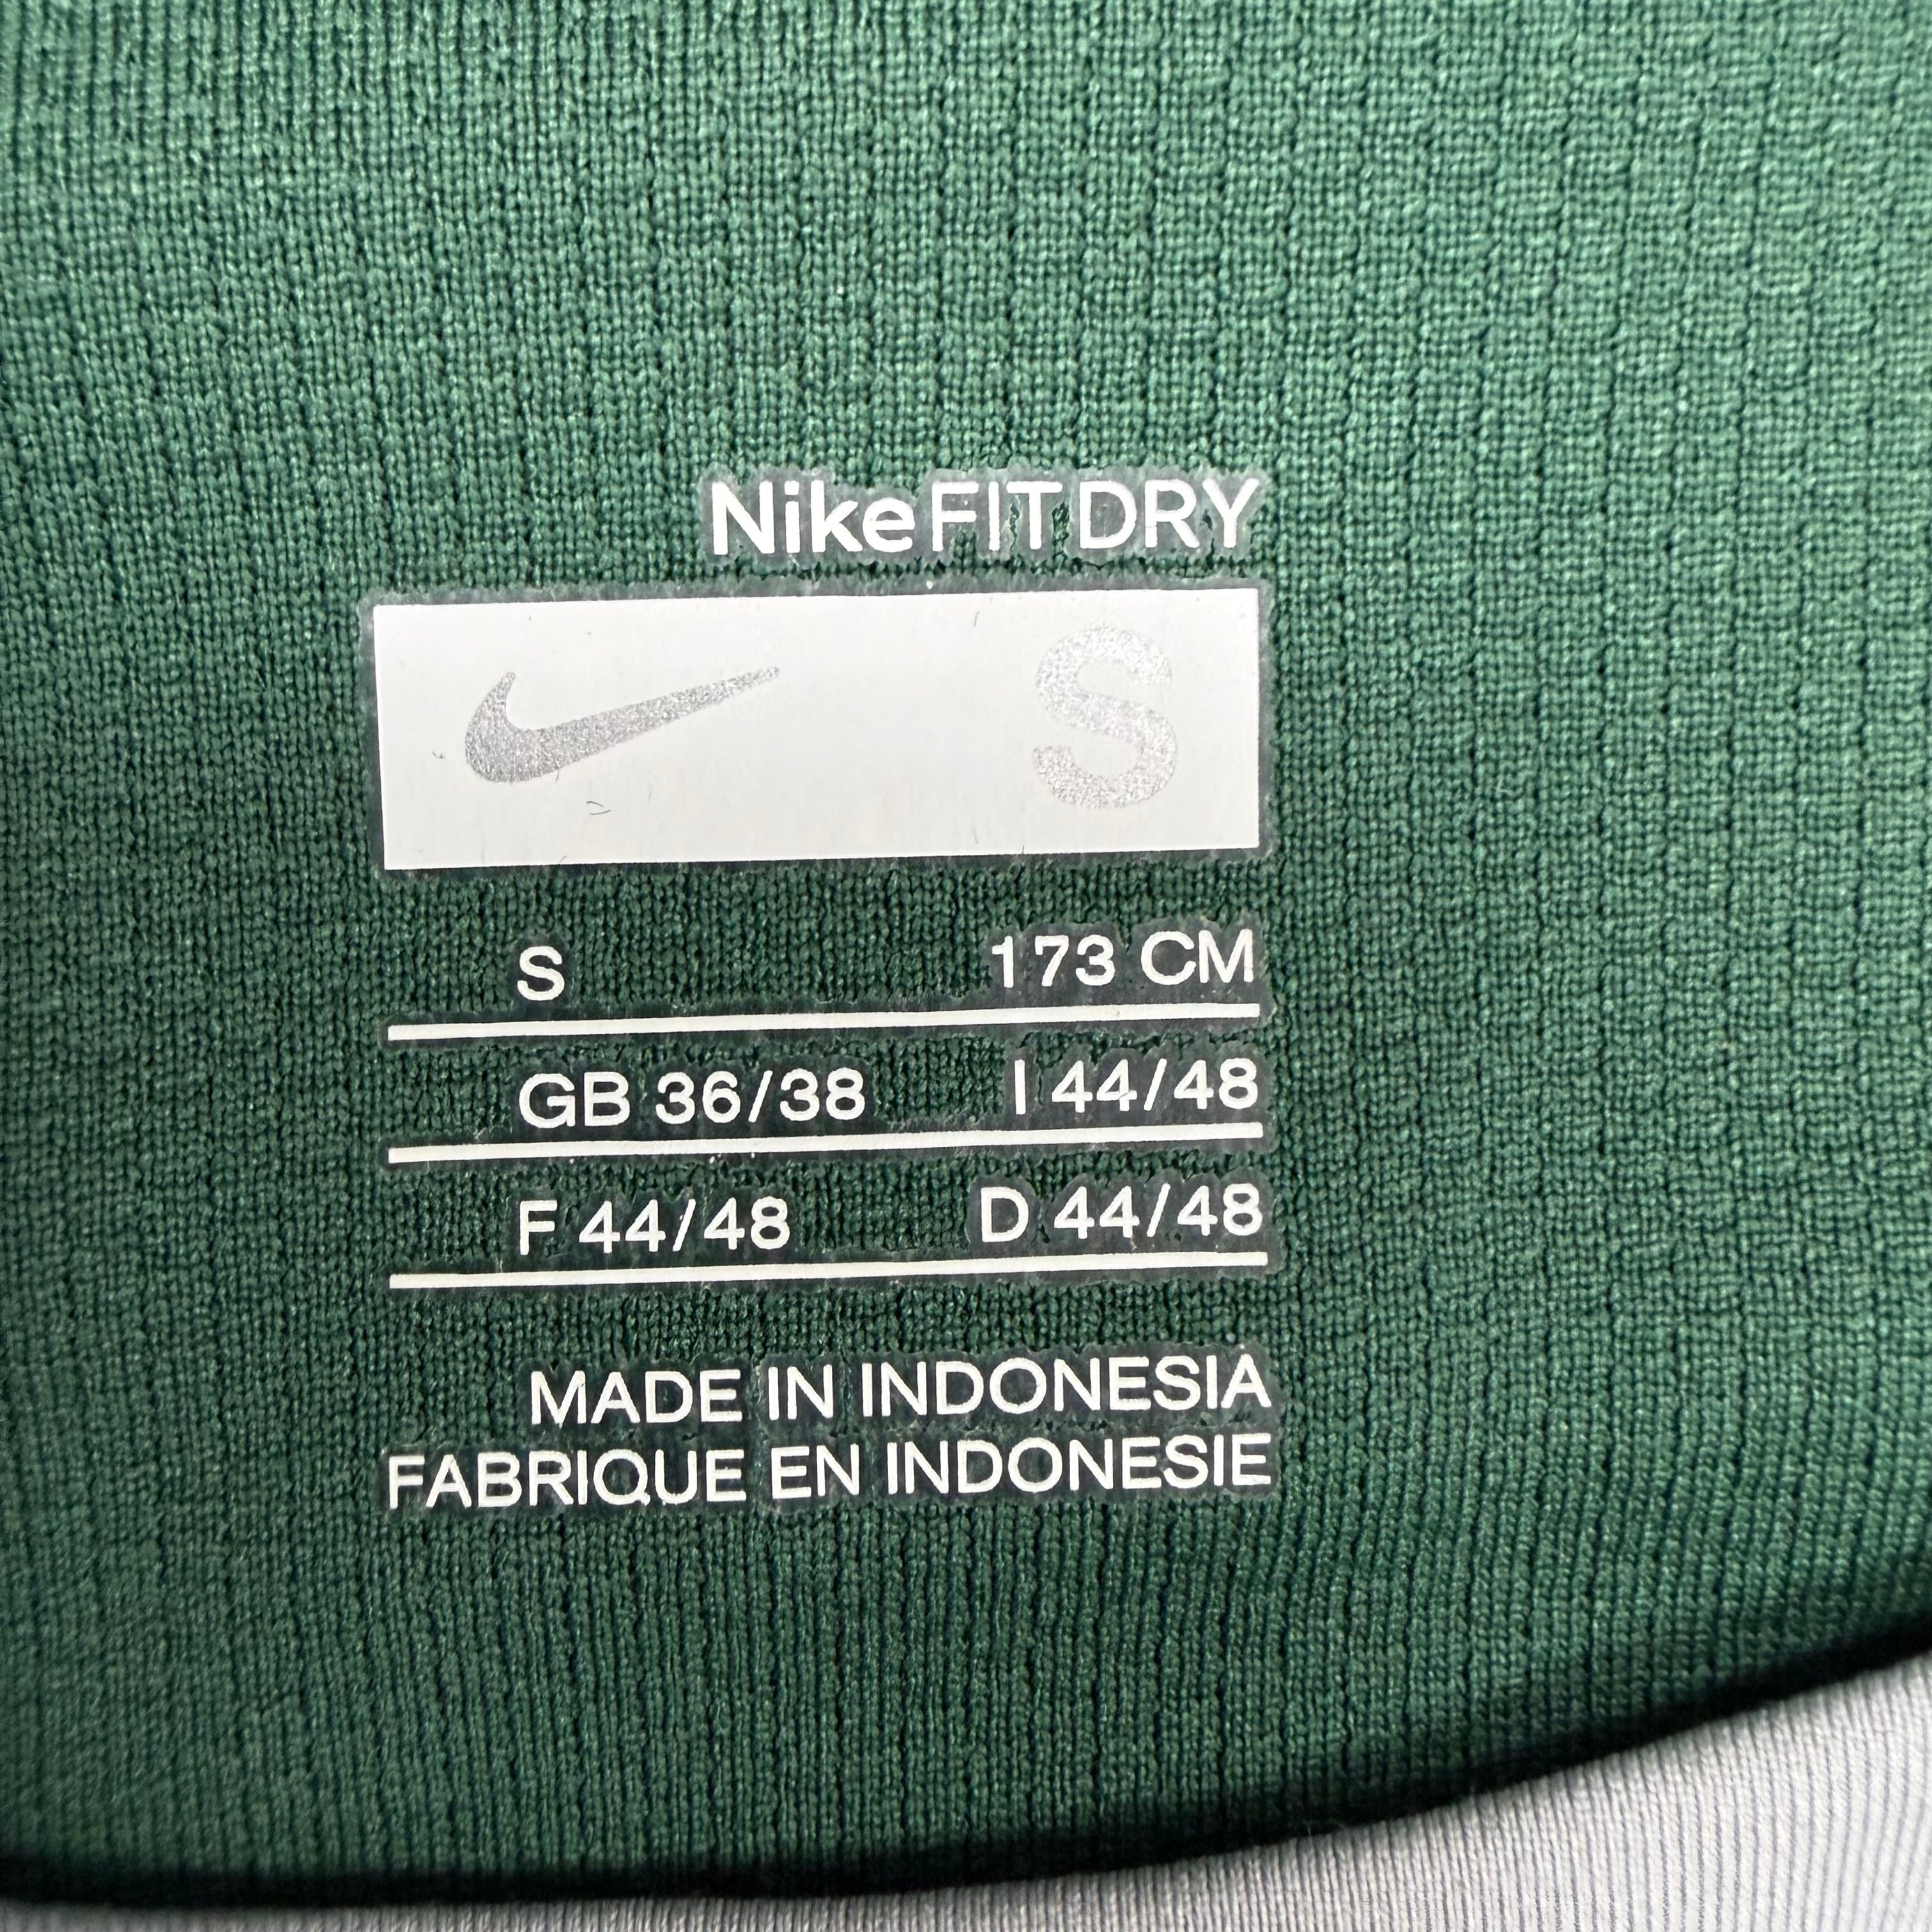 Nike FIT DRY
S
S 173 CM
GB 36/38 I 44/48
F 44/48 D 44/48
MADE IN INDONESIA
FABRIQUE EN INDONESIE